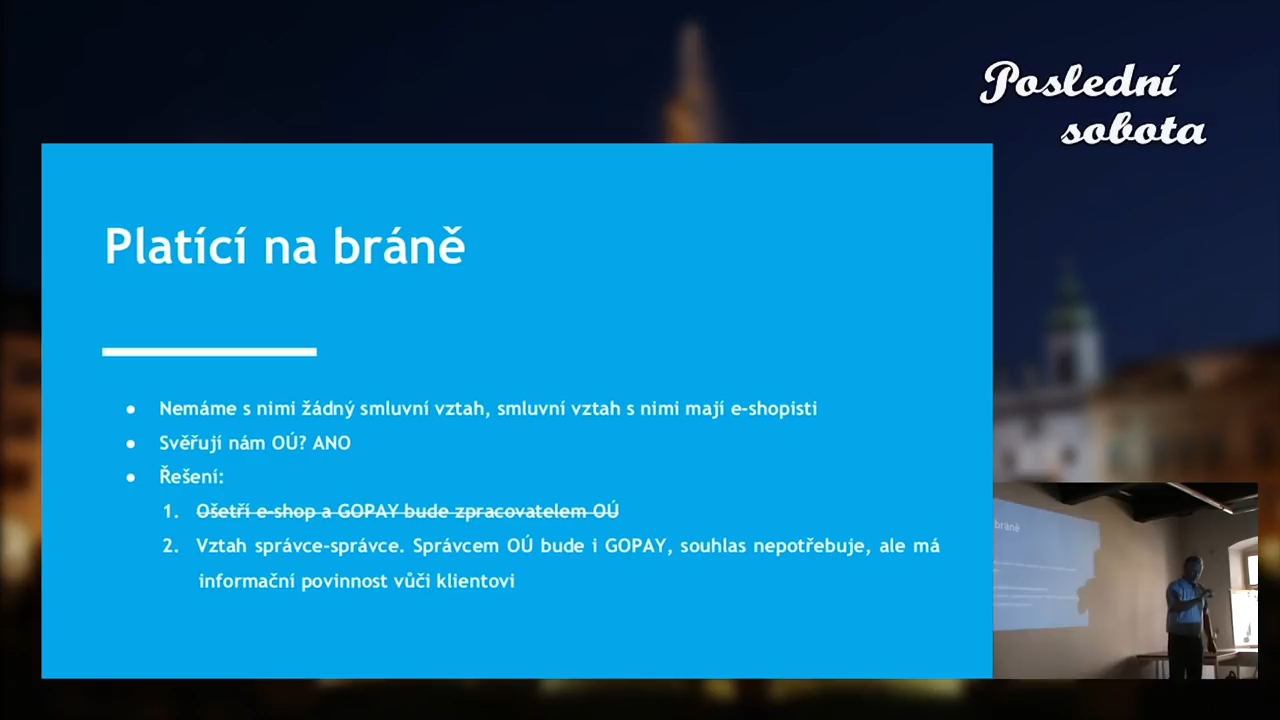 Poslední
sobota
Platící na bráně
● Nemáme s nimi žádný smluvní vztah, smluvní vztah s nimi mají e-shopisti
● Svěřují nám OÚ? ANO
● Řešení:
1. Ošetří e-shop a GOPAY bude zpracovatelem OÚ
2. Vztah správce-správce. Správcem OÚ bude i GOPAY, souhlas nepotřebuje, ale má
informační povinnost vůči klientovi
bráně